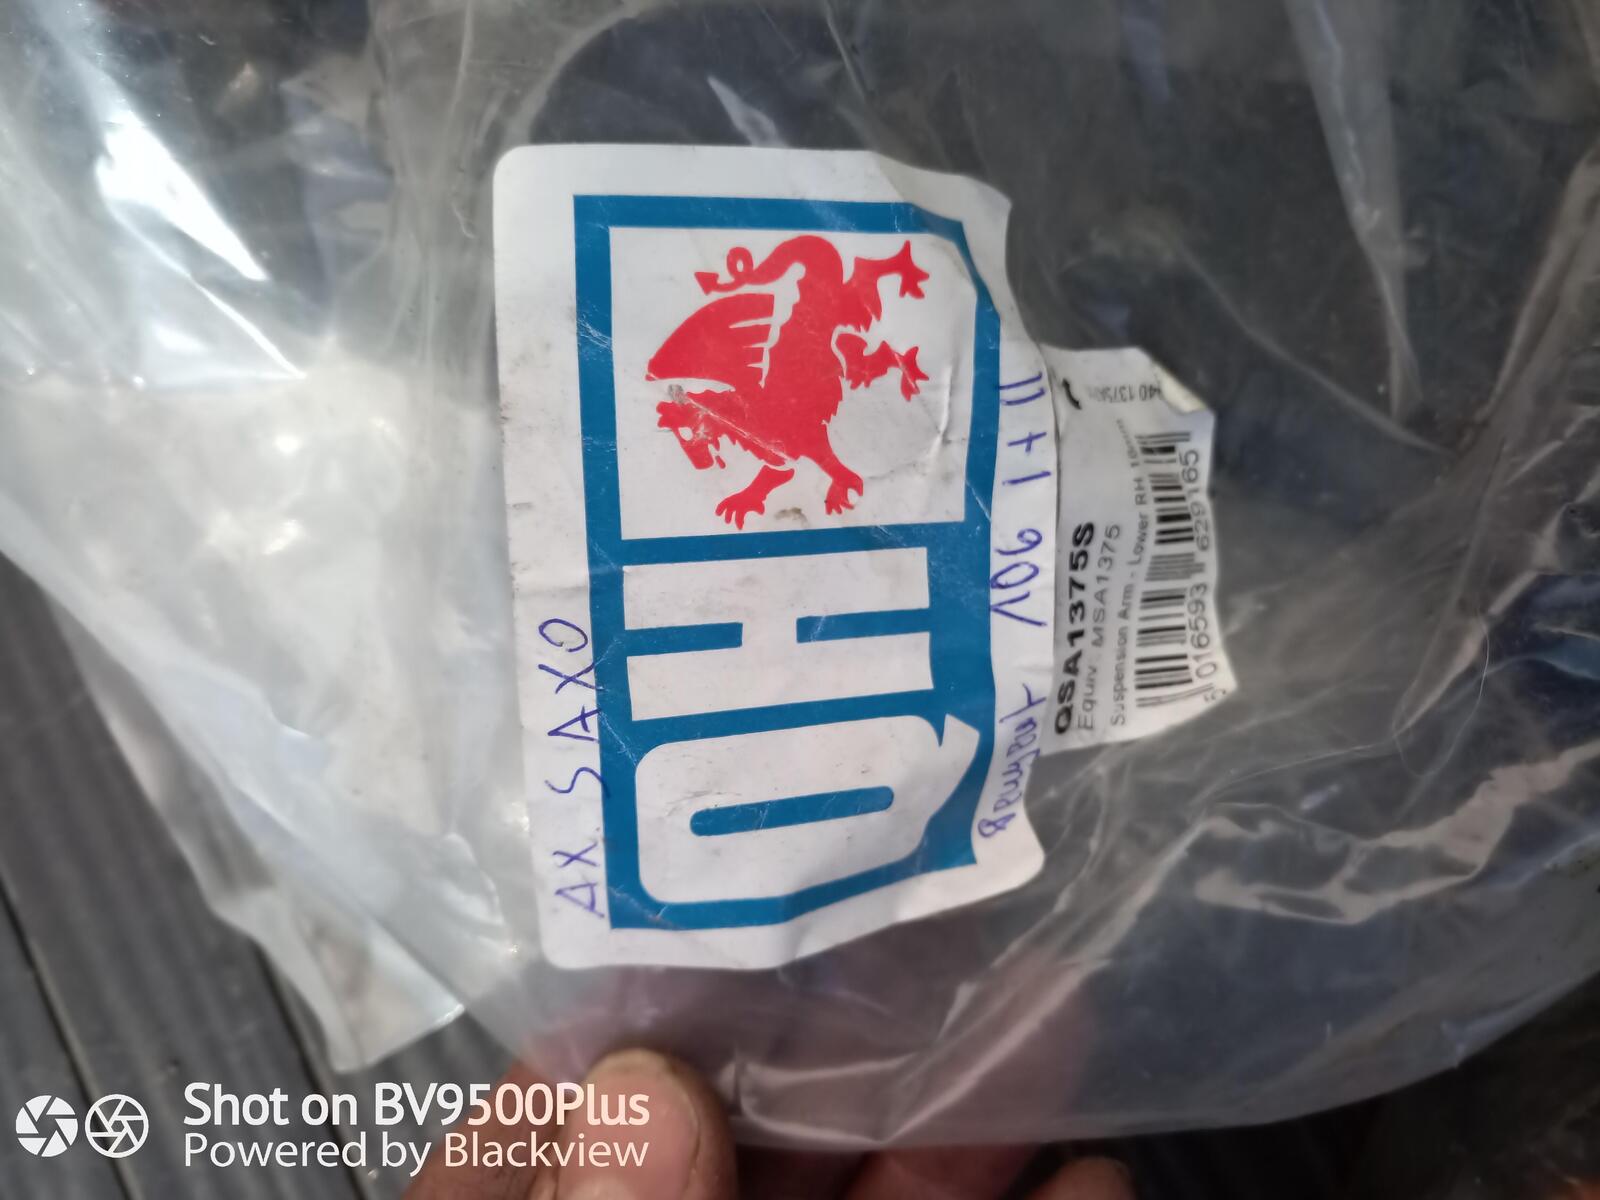 AX. SAXO
QH
Peugeot 106 I + II
QSA1375S
Equiv. MSA1375
Suspension Arm - Lower RH 18
5 016593 629165
Shot on BV9500Plus
Powered by Blackview